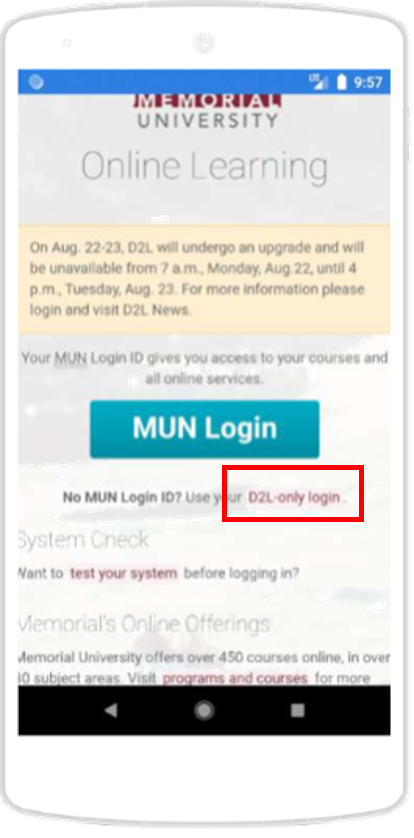 LTE 9:57
MEMORIAL
UNIVERSITY
Online Learning
On Aug. 22-23, D2L will undergo an upgrade and will
be unavailable from 7 a.m., Monday, Aug.22, until 4
p.m., Tuesday, Aug. 23. For more information please
login and visit D2L News.
Your MUN Login ID gives you access to your courses and
all online services.
MUN Login
No MUN Login ID? Use your D2L-only login .
System Check
Want to test your system before logging in?
Memorial's Online Offerings
Memorial University offers over 450 courses online, in over
subject areas. Visit programs and courses for more